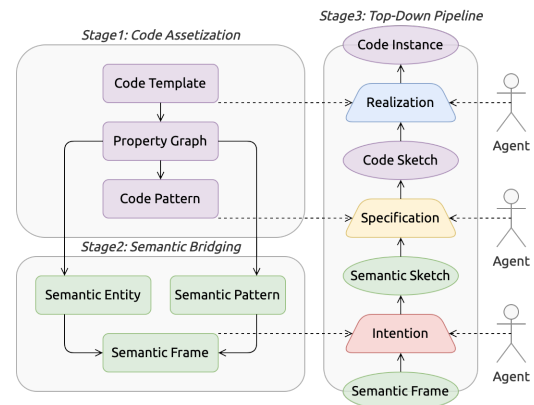 Stage3: Top-Down Pipeline
Stage1: Code Assetization
Code Instance
Code Template
Realization
Property Graph
Agent
Code Sketch
Code Pattern
Specification
Agent
Stage2: Semantic Bridging
Semantic Sketch
Semantic Entity
Semantic Pattern
Intention
Semantic Frame
Agent
Semantic Frame